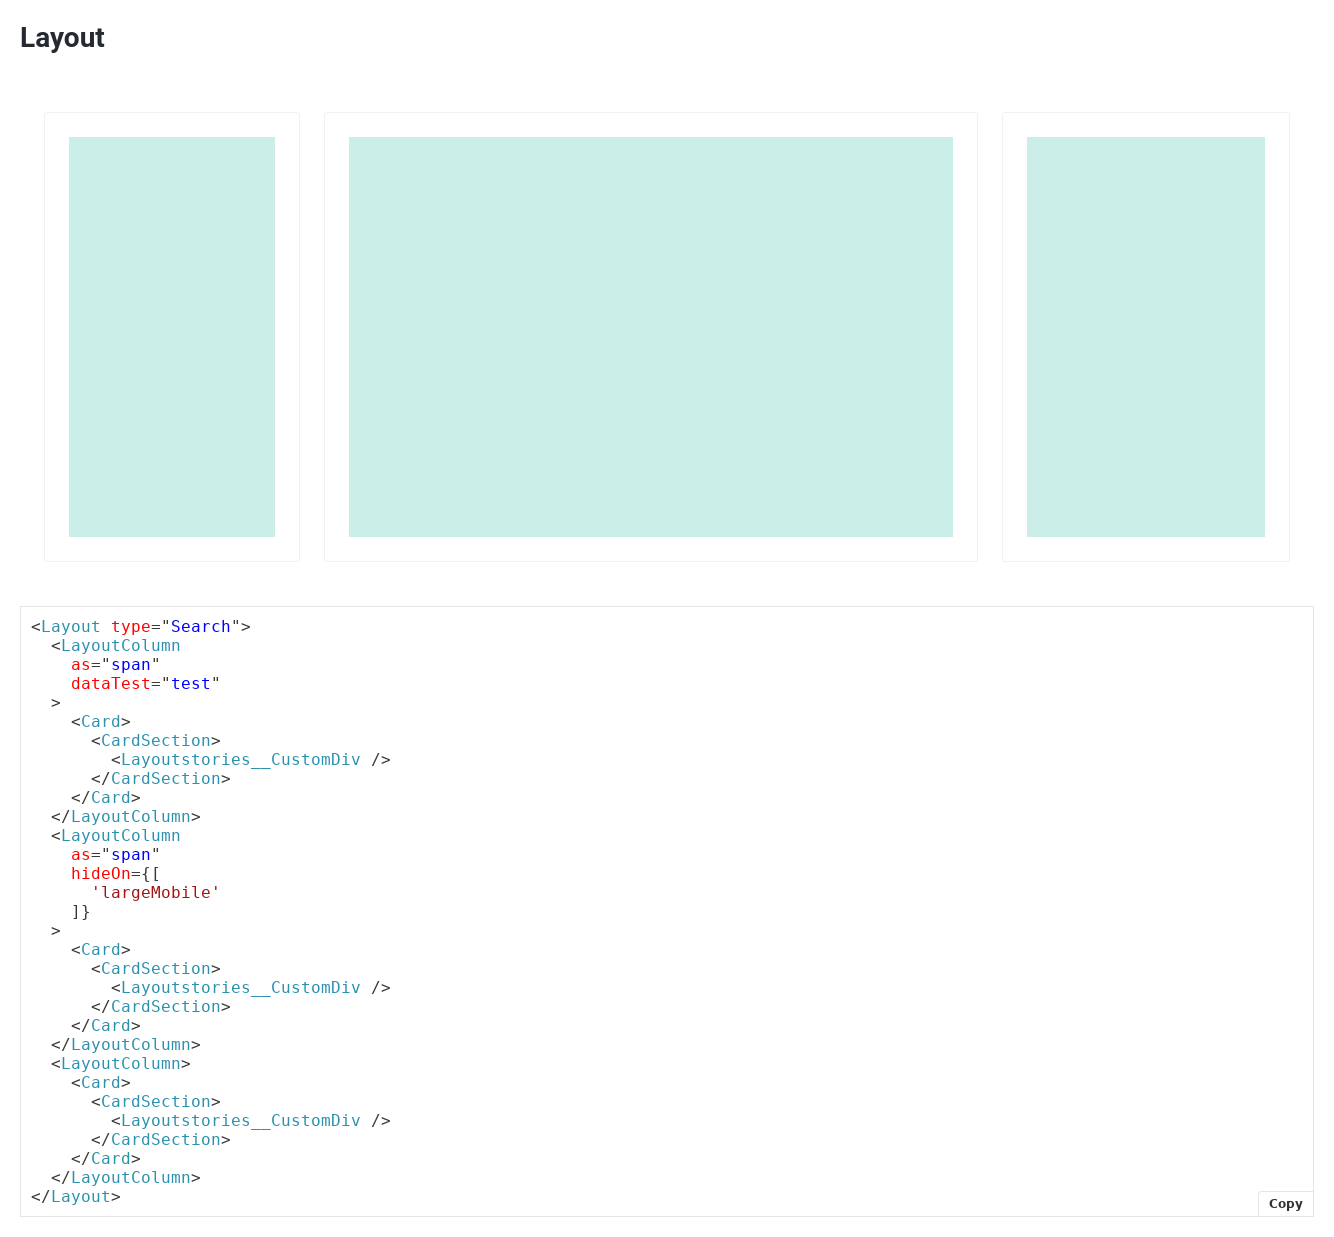 Layout
<Layout type="Search">
  <LayoutColumn
    as="span"
    dataTest="test"
  >
    <Card>
      <CardSection>
        <Layoutstories__CustomDiv />
      </CardSection>
    </Card>
  </LayoutColumn>
  <LayoutColumn
    as="span"
    hideOn={[
      'largeMobile'
    ]}
  >
    <Card>
      <CardSection>
        <Layoutstories__CustomDiv />
      </CardSection>
    </Card>
  </LayoutColumn>
  <LayoutColumn>
    <Card>
      <CardSection>
        <Layoutstories__CustomDiv />
      </CardSection>
    </Card>
  </LayoutColumn>
</Layout>
Copy